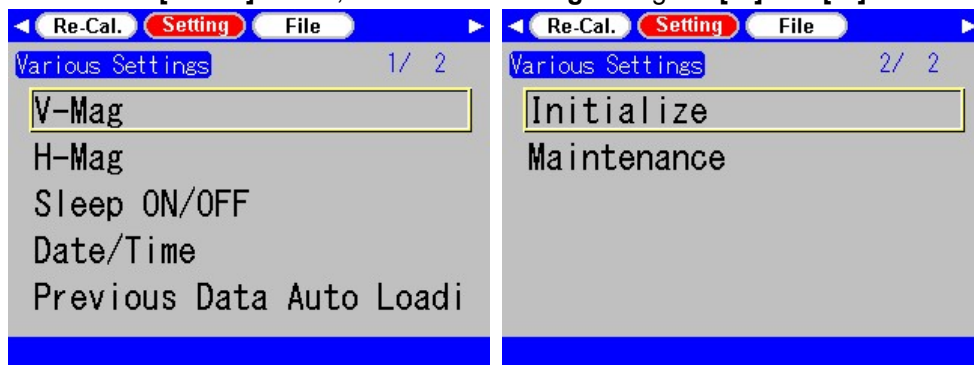 Re-Cal. Setting File
Various Settings 1/ 2
V-Mag
H-Mag
Sleep ON/OFF
Date/Time
Previous Data Auto Loadi
Re-Cal. Setting File
Various Settings 2/ 2
Initialize
Maintenance